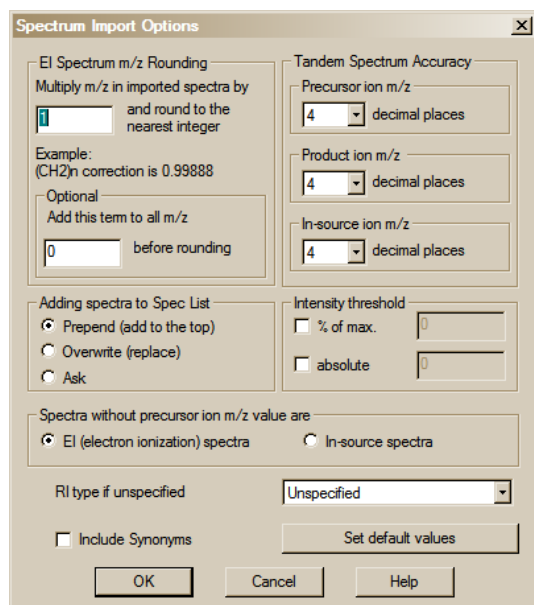 Spectrum Import Options
EI Spectrum m/z Rounding
Multiply m/z in imported spectra by
1
and round to the
nearest integer
Example:
(CH2)n correction is 0.99888
Optional
Add this term to all m/z
0
before rounding
Tandem Spectrum Accuracy
Precursor ion m/z
4 decimal places
Product ion m/z
4 decimal places
In-source ion m/z
4 decimal places
Adding spectra to Spec List
Prepend (add to the top)
Overwrite (replace)
Ask
Intensity threshold
% of max. 0
absolute 0
Spectra without precursor ion m/z value are
EI (electron ionization) spectra In-source spectra
RI type if unspecified Unspecified
Include Synonyms Set default values
OK Cancel Help